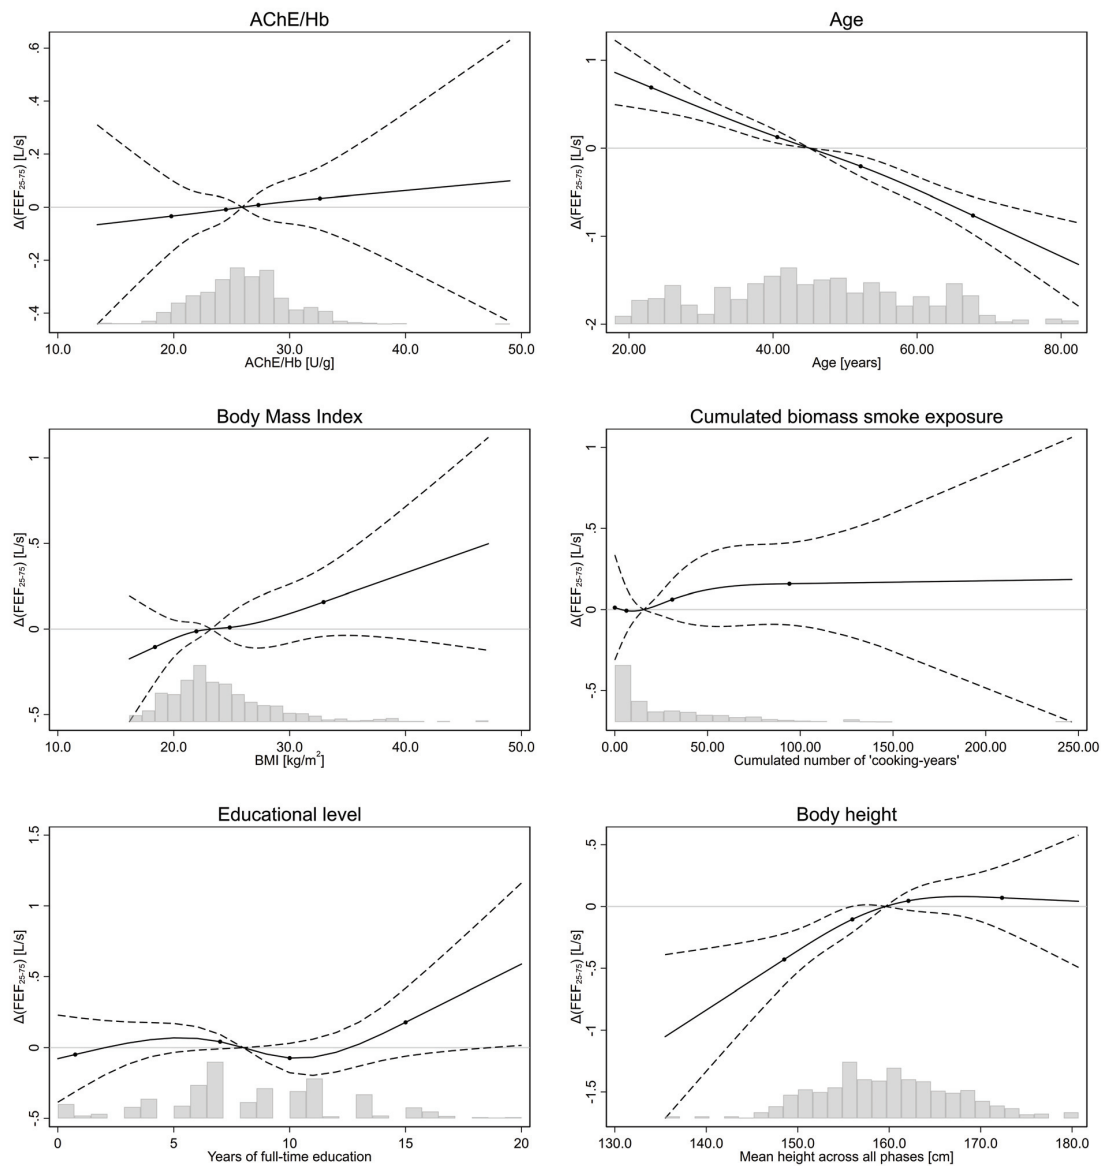 AChE/Hb
Δ(FEF25-75) [L/s]
.6
.4
.2
0
-.2
-.4
10.0 20.0 30.0 40.0 50.0
AChE/Hb [U/g]
Age
Δ(FEF25-75) [L/s]
1
0
-1
-2
20.00 40.00 60.00 80.00
Age [years]
Body Mass Index
Δ(FEF25-75) [L/s]
1
.5
0
-.5
10.0 20.0 30.0 40.0 50.0
BMI [kg/m²]
Cumulated biomass smoke exposure
Δ(FEF25-75) [L/s]
1
.5
0
-.5
0.00 50.00 100.00 150.00 200.00 250.00
Cumulated number of 'cooking-years'
Educational level
Δ(FEF25-75) [L/s]
1.5
1
.5
0
-.5
0 5 10 15 20
Years of full-time education
Body height
Δ(FEF25-75) [L/s]
.5
0
-.5
-1
-1.5
130.0 140.0 150.0 160.0 170.0 180.0
Mean height across all phases [cm]